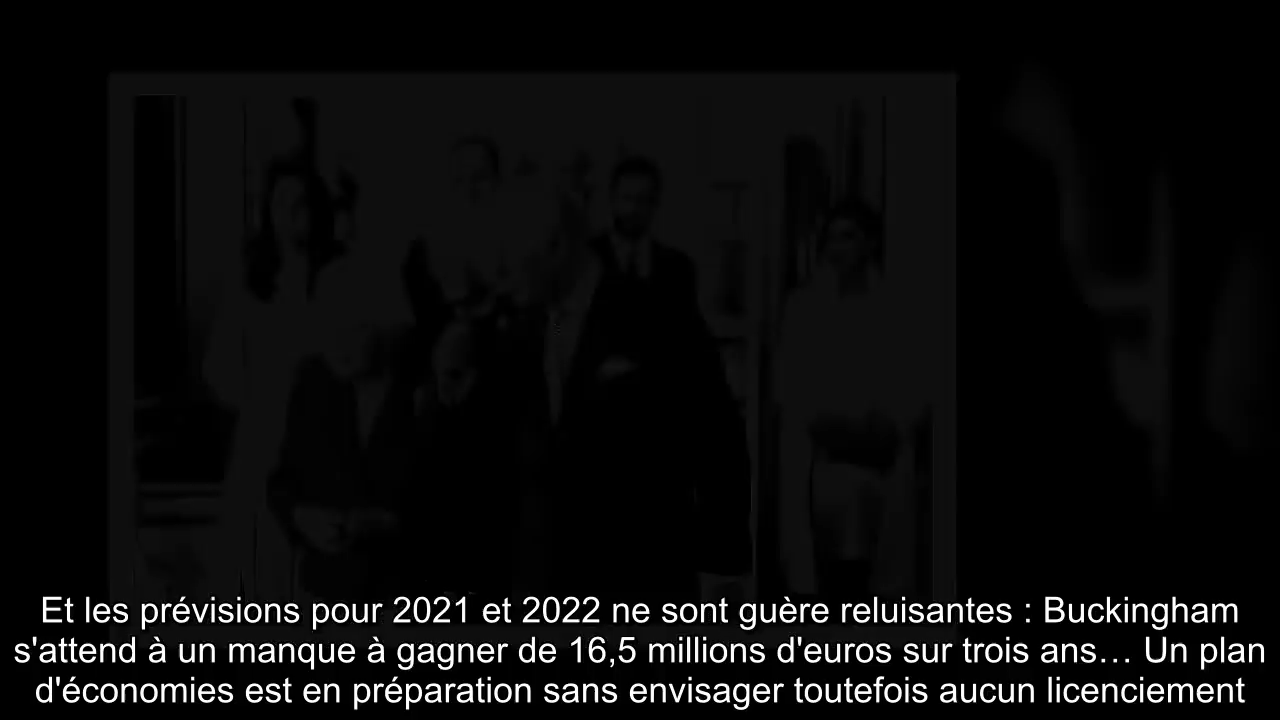 Et les prévisions pour 2021 et 2022 ne sont guère reluisantes : Buckingham
s'attend à un manque à gagner de 16,5 millions d'euros sur trois ans… Un plan
d'économies est en préparation sans envisager toutefois aucun licenciement